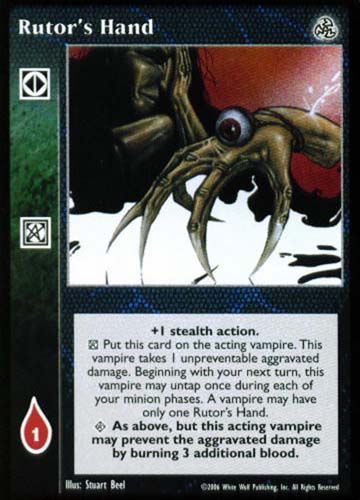 Rutor's Hand
+1 stealth action.
Put this card on the acting vampire. This
vampire takes 1 unpreventable aggravated
damage. Beginning with your next turn, this
vampire may untap once during each of
your minion phases. A vampire may have
only one Rutor's Hand.
As above, but this acting vampire
may prevent the aggravated damage
by burning 3 additional blood.
1
Illus: Stuart Beel
©2006 White Wolf Publishing, Inc. All Rights Reserved